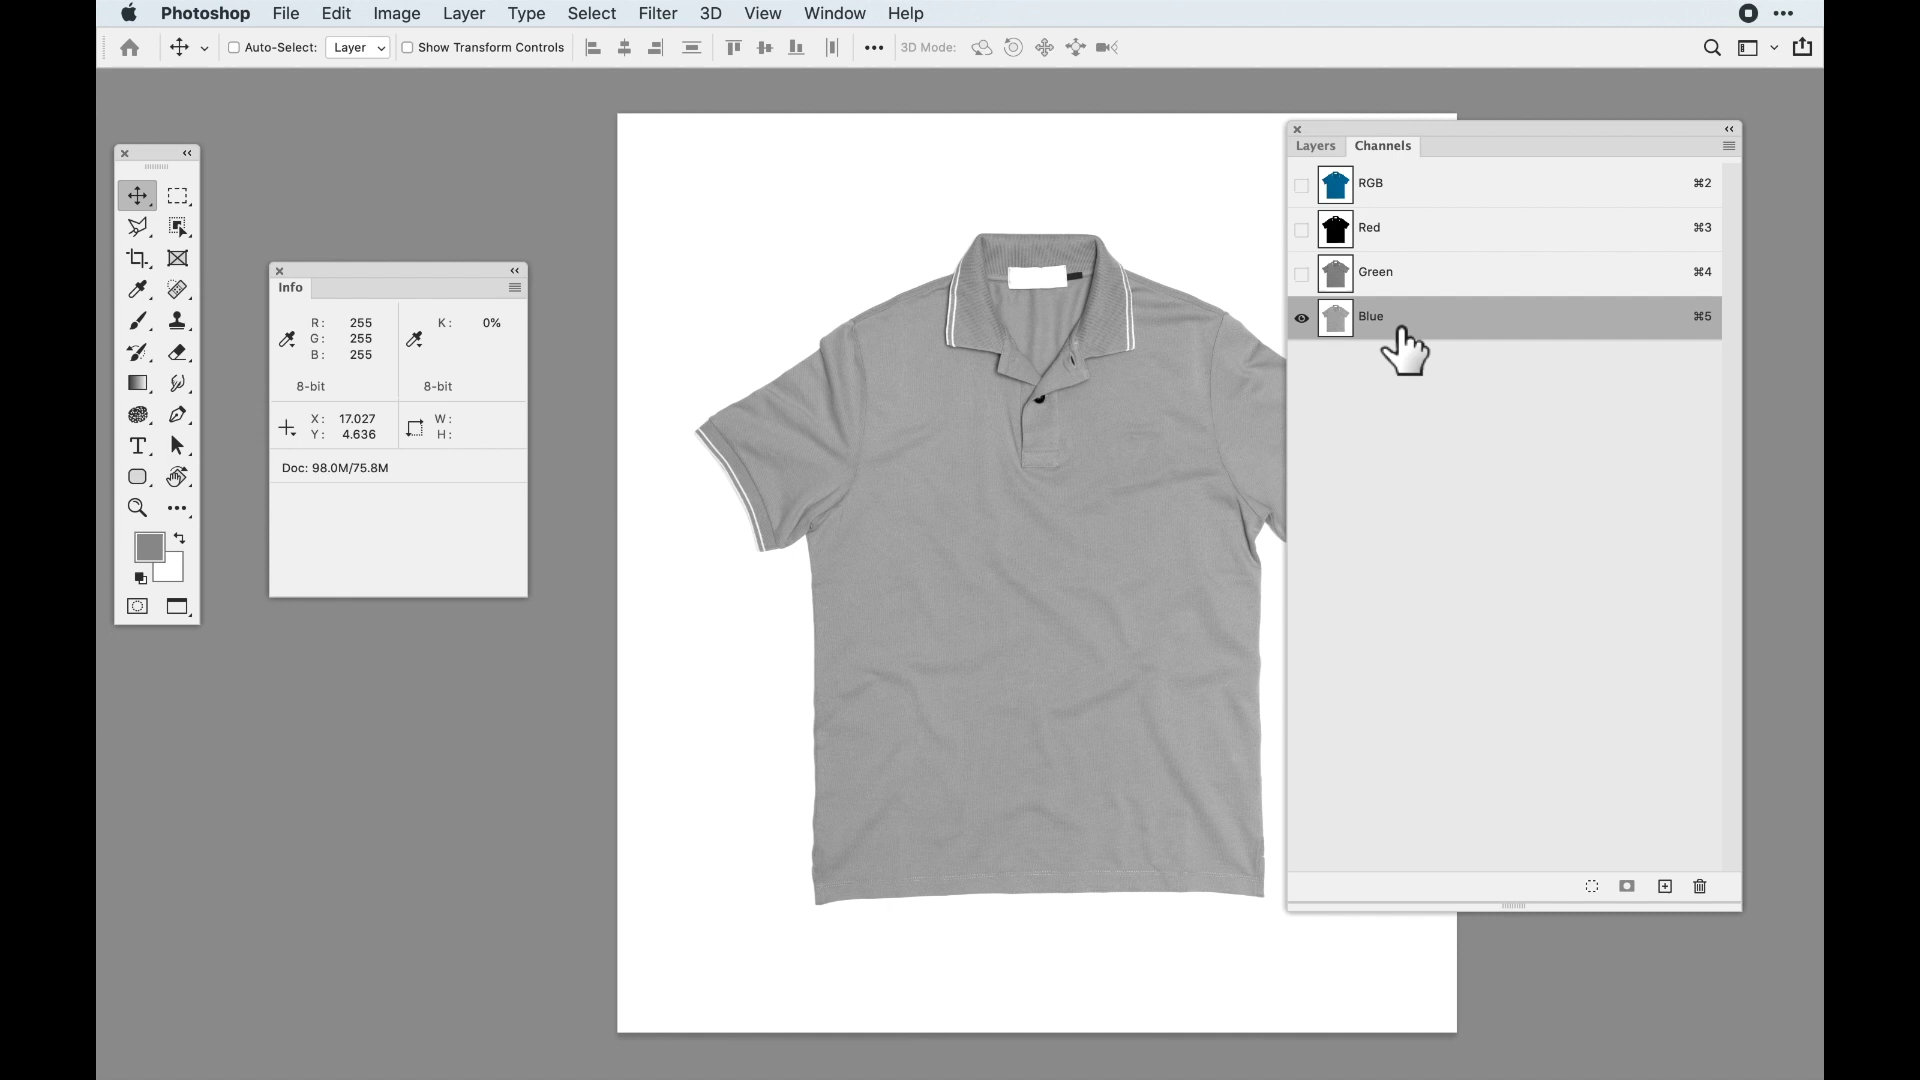 Photoshop File Edit Image Layer Type Select Filter 3D View Window Help
Auto-Select: Layer Show Transform Controls 3D Mode:
Layers Channels
RGB ⌘2
Red ⌘3
Green ⌘4
Blue ⌘5
Info
R: 255 K: 0%
G: 255
B: 255
8-bit 8-bit
X: 17.027 W:
Y: 4.636 H:
Doc: 98.0M/75.8M